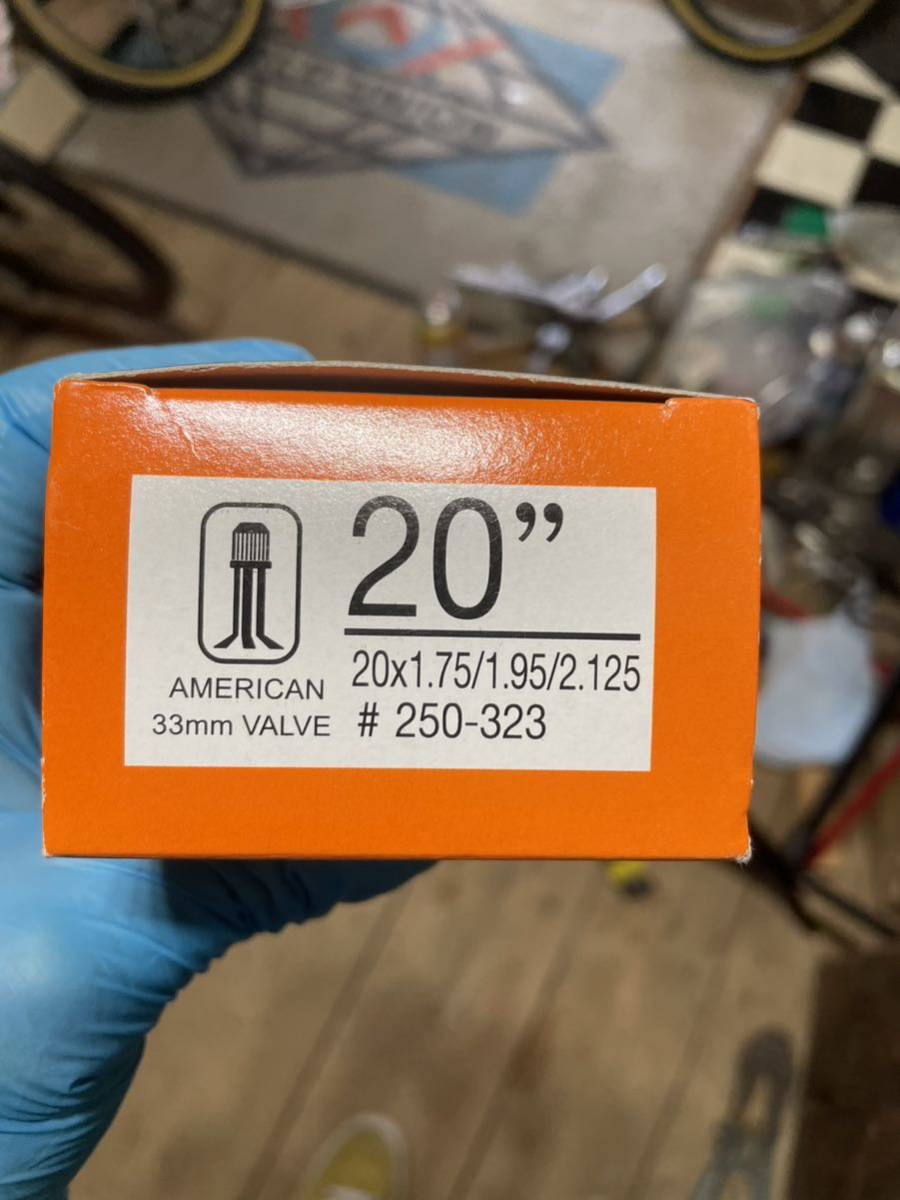 20”
20x1.75/1.95/2.125
AMERICAN
33mm VALVE
# 250-323